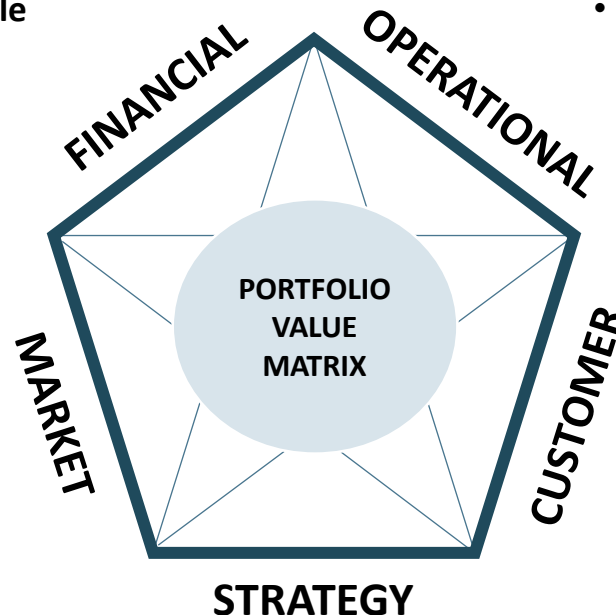 le
•
FINANCIAL
OPERATIONAL
PORTFOLIO
VALUE
MATRIX
MARKET
CUSTOMER
STRATEGY